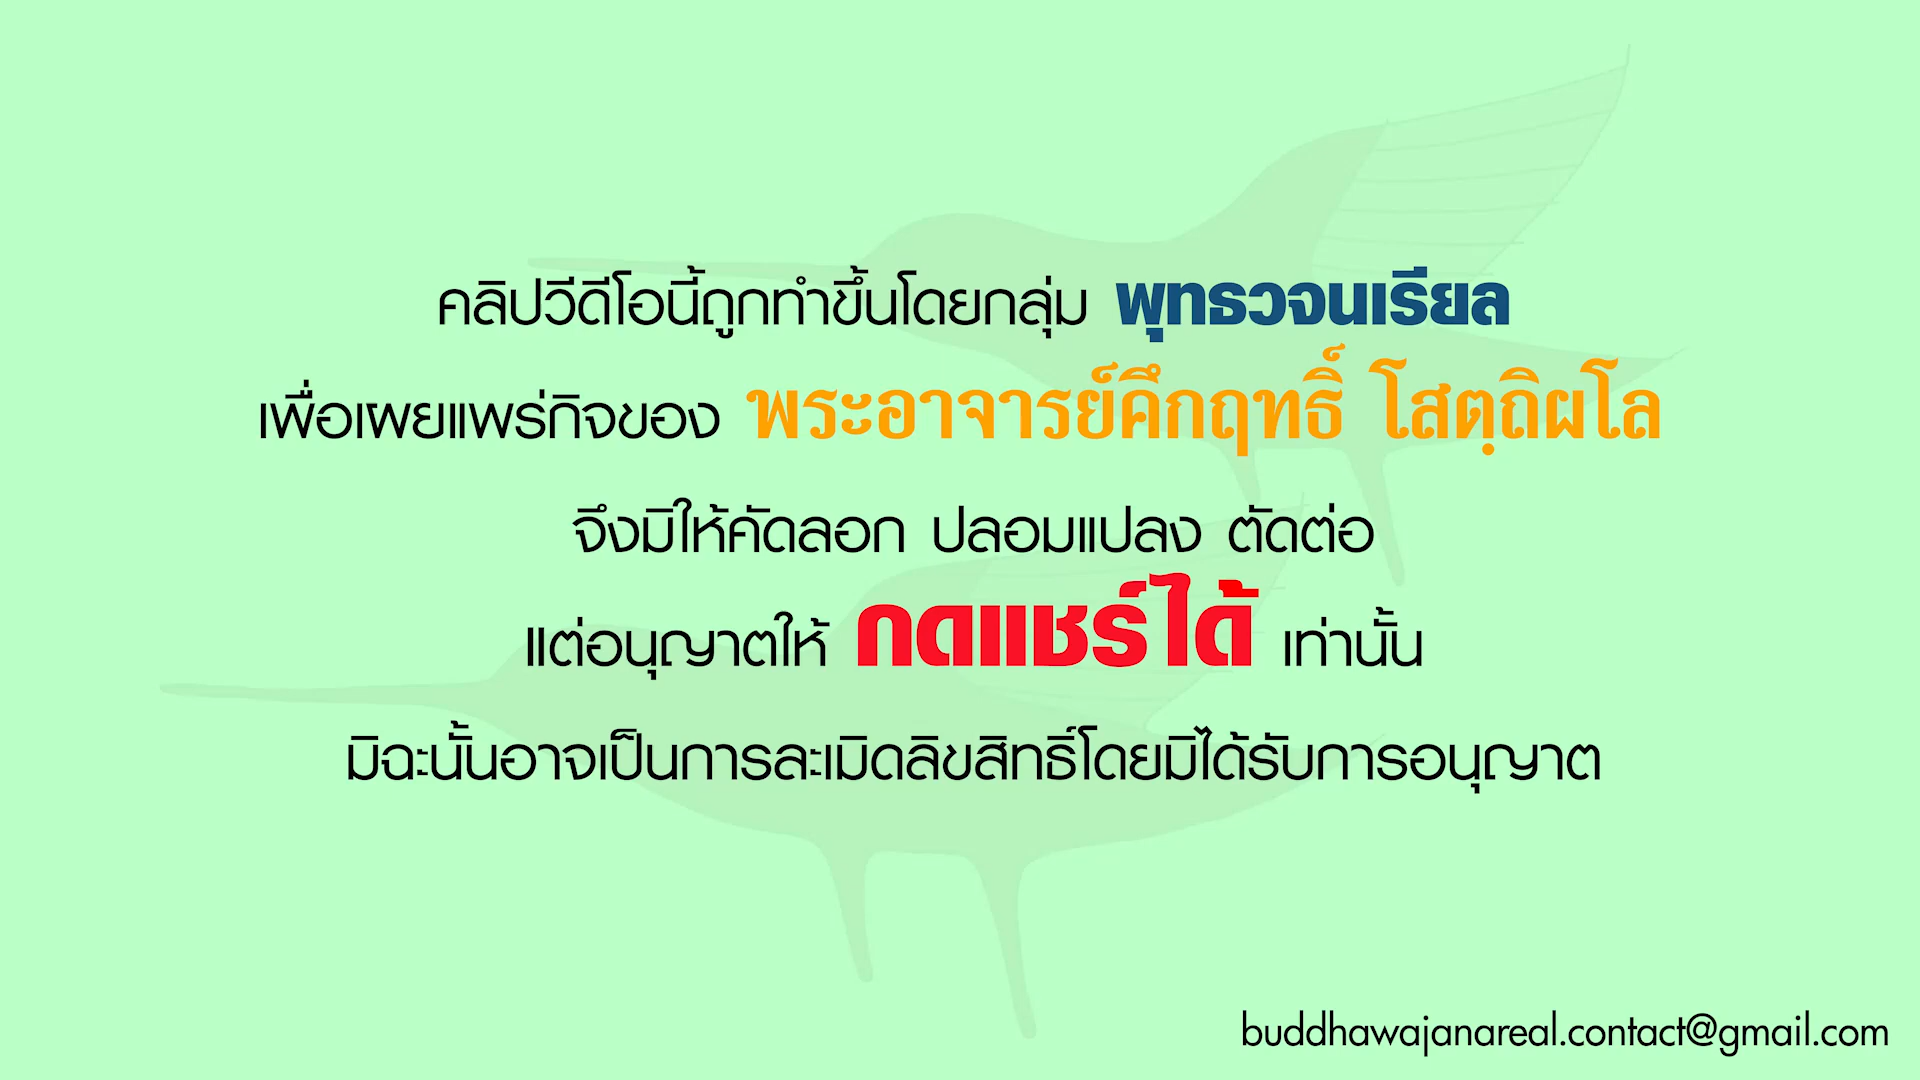 คลิปวีดีโอนี้ถูกทำขึ้นโดยกลุ่ม พุทธวจนเรียล
เพื่อเผยแพร่กิจของ พระอาจารย์คึกฤทธิ์ โสตฺถิผโล
จึงมิให้คัดลอก ปลอมแปลง ตัดต่อ
แต่อนุญาตให้ กดแชร์ได้ เท่านั้น
มิฉะนั้นอาจเป็นการละเมิดลิขสิทธิ์โดยมิได้รับการอนุญาต
buddhawajanareal.contact@gmail.com